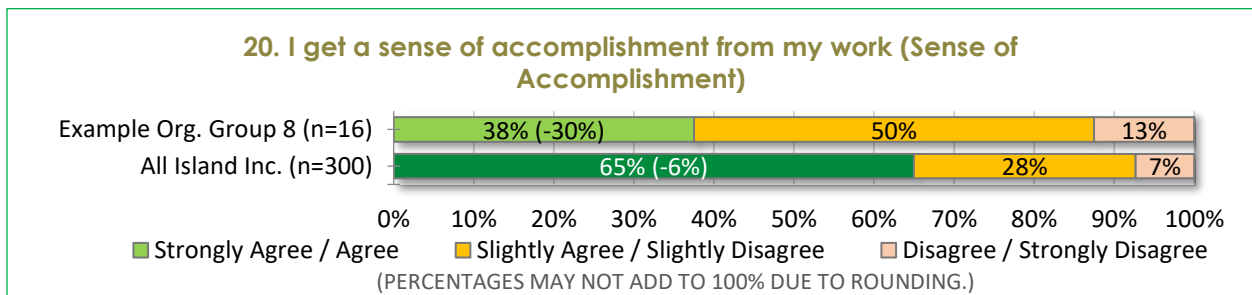 20. I get a sense of accomplishment from my work (Sense of
Accomplishment)
Example Org. Group 8 (n=16)
38% (-30%)
50%
13%
All Island Inc. (n=300)
65% (-6%)
28%
7%
0% 10% 20% 30% 40% 50% 60% 70% 80% 90% 100%
Strongly Agree / Agree
Slightly Agree / Slightly Disagree
Disagree / Strongly Disagree
(PERCENTAGES MAY NOT ADD TO 100% DUE TO ROUNDING.)